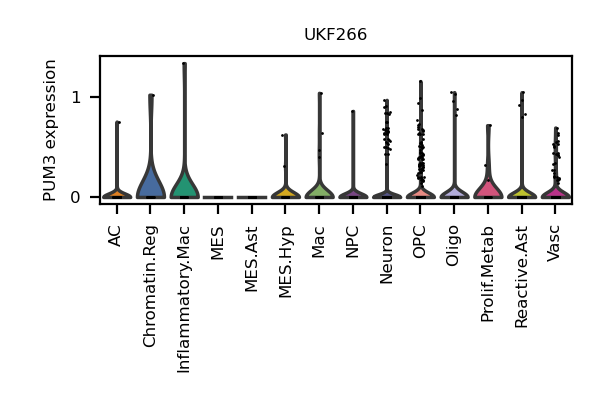 UKF266
PUM3 expression
1
0
AC
Chromatin.Reg
Inflammatory.Mac
MES
MES.Ast
MES.Hyp
Mac
NPC
Neuron
OPC
Oligo
Prolif.Metab
Reactive.Ast
Vasc